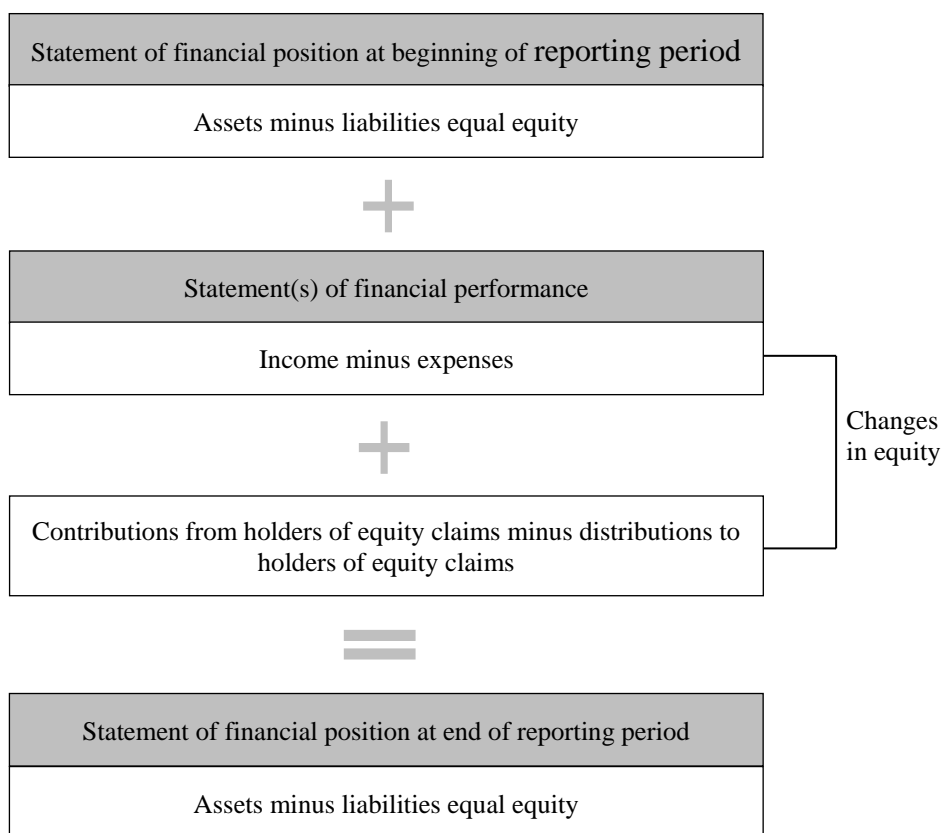 Statement of financial position at beginning of reporting period
Assets minus liabilities equal equity
+
Statement(s) of financial performance
Income minus expenses
+
Changes
in equity
Contributions from holders of equity claims minus distributions to
holders of equity claims
=
Statement of financial position at end of reporting period
Assets minus liabilities equal equity